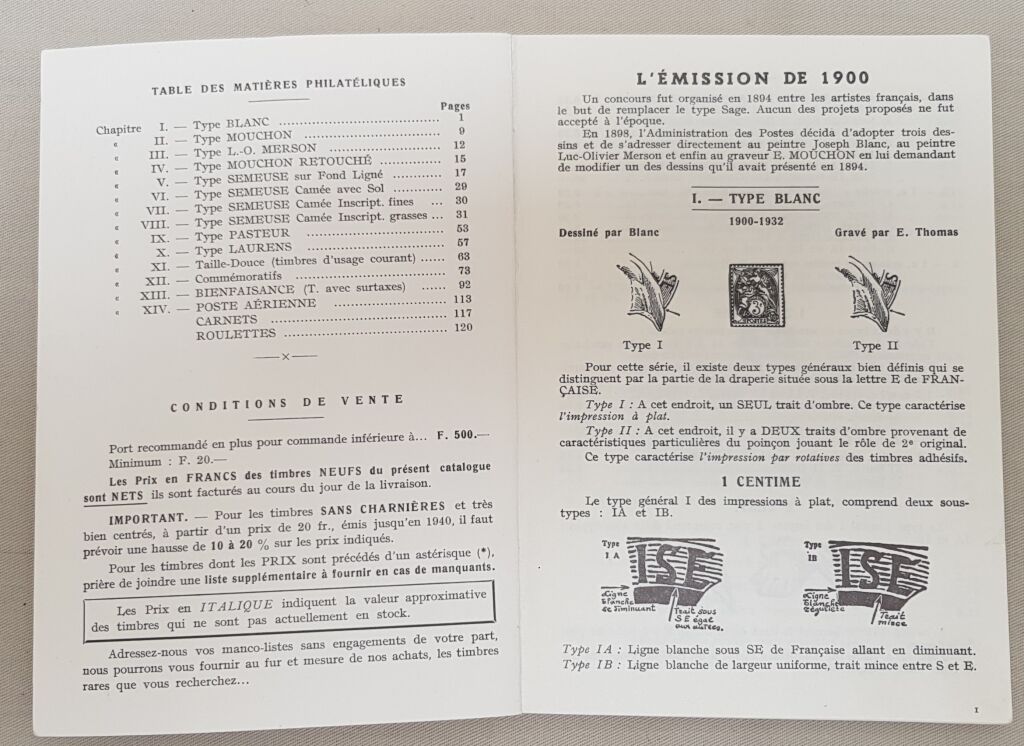 TABLE DES MATIÈRES PHILATÉLIQUES
Pages
Chapitre I. — Type BLANC ........................................ 1
« II. — Type MOUCHON .................................. 9
« III. — Type L.-O. MERSON ............................ 12
« IV. — Type MOUCHON RETOUCHÉ .................. 15
« V. — Type SEMEUSE sur Fond Ligné ............ 17
« VI. — Type SEMEUSE Camée avec Sol ............ 29
« VII. — Type SEMEUSE Camée Inscript. fines ... 30
« VIII. — Type SEMEUSE Camée Inscript. grasses ... 31
« IX. — Type PASTEUR .................................. 53
« X. — Type LAURENS .................................. 57
« XI. — Taille-Douce (timbres d'usage courant) ...... 63
« XII. — Commémoratifs ..................................... 73
« XIII. — BIENFAISANCE (T. avec surtaxes) ...... 92
« XIV. — POSTE AÉRIENNE ............................ 113
CARNETS ........................................... 117
ROULETTES ........................................ 120
CONDITIONS DE VENTE
Port recommandé en plus pour commande inférieure à... F. 500.—
Minimum : F. 20.—
Les Prix en FRANCS des timbres NEUFS du présent catalogue
sont NETS ils sont facturés au cours du jour de la livraison.
IMPORTANT. — Pour les timbres SANS CHARNIÈRES et très
bien centrés, à partir d'un prix de 20 fr., émis jusqu'en 1940, il faut
prévoir une hausse de 10 à 20 % sur les prix indiqués.
Pour les timbres dont les PRIX sont précédés d'un astérisque (*),
prière de joindre une liste supplémentaire à fournir en cas de manquants.
Les Prix en ITALIQUE indiquent la valeur approximative
des timbres qui ne sont pas actuellement en stock.
Adressez-nous vos manco-listes sans engagements de votre part,
nous pourrons vous fournir au fur et mesure de nos achats, les timbres
rares que vous recherchez...
L'ÉMISSION DE 1900
Un concours fut organisé en 1894 entre les artistes français, dans
le but de remplacer le type Sage. Aucun des projets proposés ne fut
accepté à l'époque.
En 1898, l'Administration des Postes décida d'adopter trois des-
sins et de s'adresser directement au peintre Joseph Blanc, au peintre
Luc-Olivier Merson et enfin au graveur E. MOUCHON en lui demandant
de modifier un des dessins qu'il avait présenté en 1894.
I. — TYPE BLANC
1900-1932
Dessiné par Blanc Gravé par E. Thomas
Type I Type II
Pour cette série, il existe deux types généraux bien définis qui se
distinguent par la partie de la draperie située sous la lettre E de FRAN-
ÇAISE.
Type I : A cet endroit, un SEUL trait d'ombre. Ce type caractérise
l'impression à plat.
Type II : A cet endroit, il y a DEUX traits d'ombre provenant de
caractéristiques particulières du poinçon jouant le rôle de 2e original.
Ce type caractérise l'impression par rotatives des timbres adhésifs.
1 CENTIME
Le type général I des impressions à plat, comprend deux sous-
types : IA et IB.
Type
I A
ISE
Ligne
blanche
se diminuant
Trait sous
S E égal
aux autres.
Type
IB
ISE
Ligne
blanche
régulière
Trait
mince
Type IA : Ligne blanche sous SE de Française allant en diminuant.
Type IB : Ligne blanche de largeur uniforme, trait mince entre S et E.
1